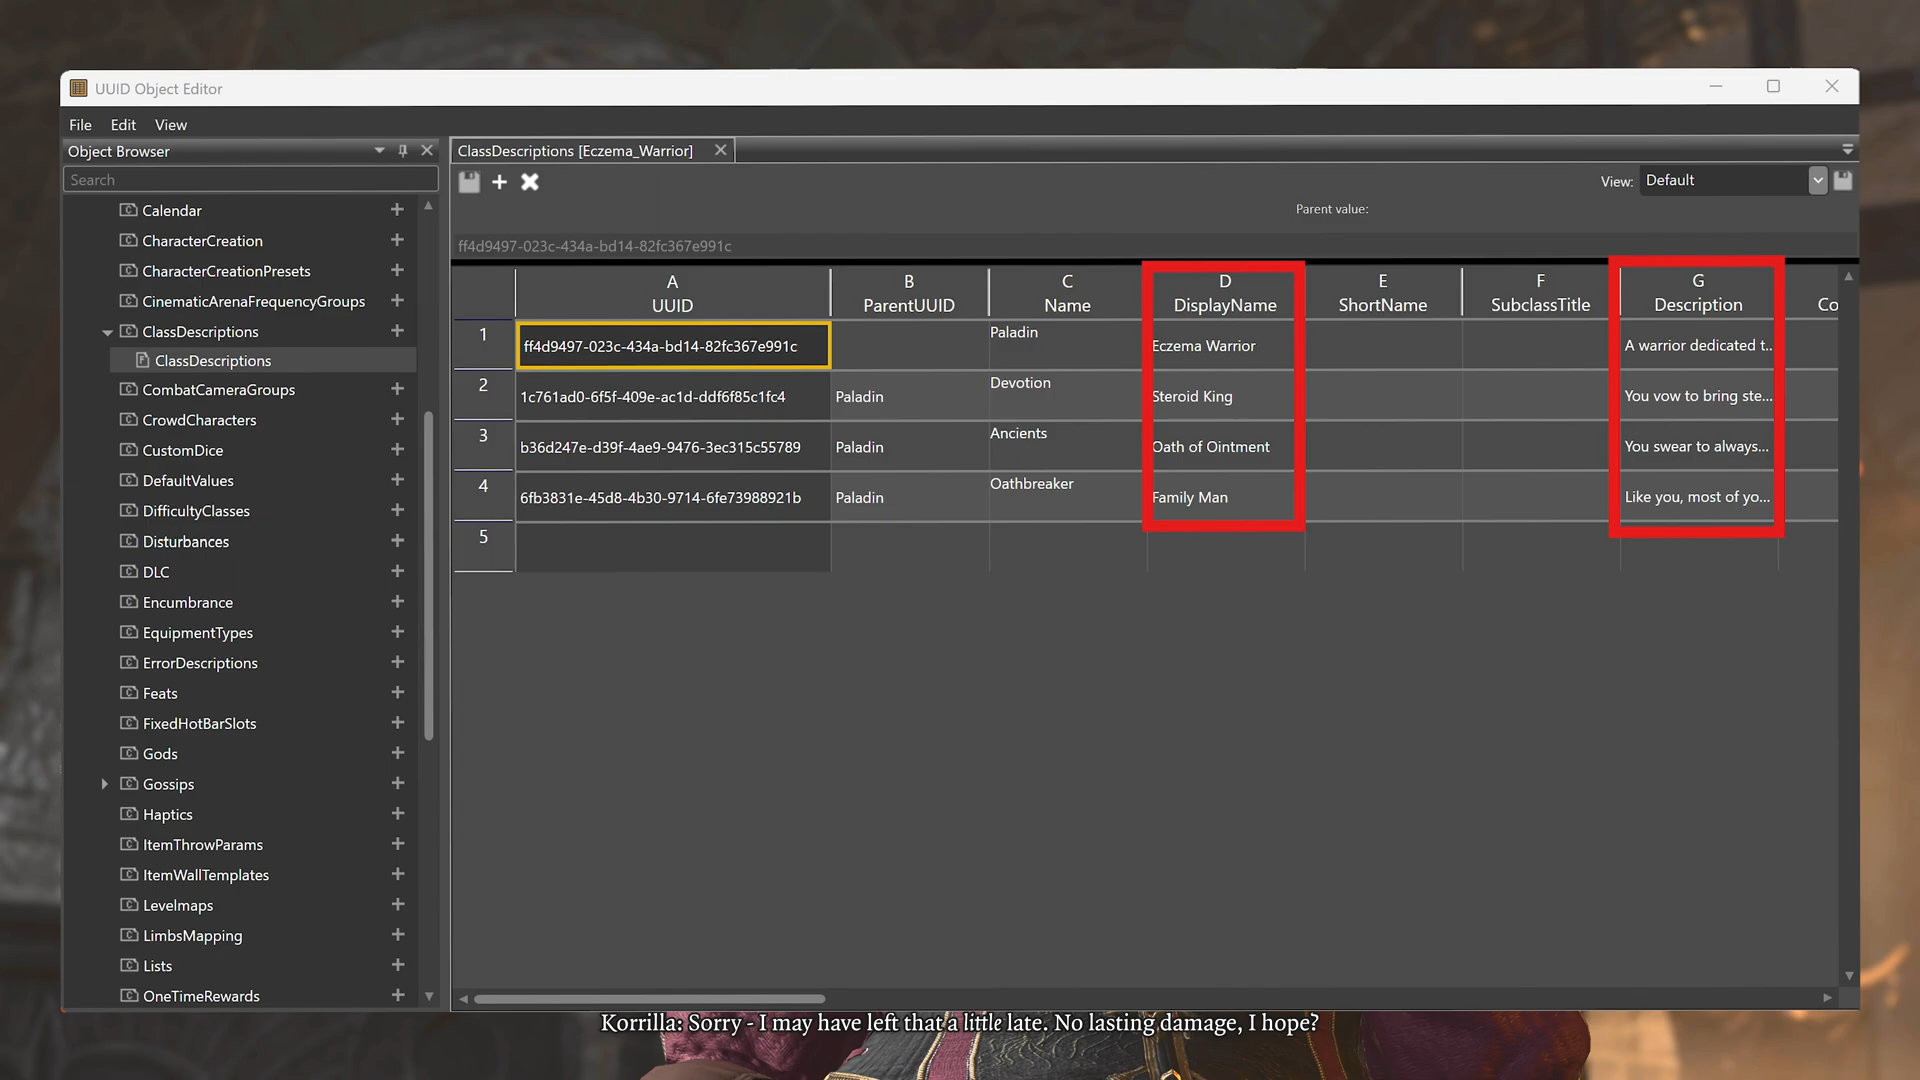 UUID Object Editor
File Edit View
Object Browser
Search
Calendar
CharacterCreation
CharacterCreationPresets
CinematicArenaFrequencyGroups
ClassDescriptions
ClassDescriptions
CombatCameraGroups
CrowdCharacters
CustomDice
DefaultValues
DifficultyClasses
Disturbances
DLC
Encumbrance
EquipmentTypes
ErrorDescriptions
Feats
FixedHotBarSlots
Gods
Gossips
Haptics
ItemThrowParams
ItemWallTemplates
Levelmaps
LimbsMapping
Lists
OneTimeRewards
ClassDescriptions [Eczema_Warrior]
View: Default
Parent value:
ff4d9497-023c-434a-bd14-82fc367e991c
A B C D E F G
UUID ParentUUID Name DisplayName ShortName SubclassTitle Description Co
1 ff4d9497-023c-434a-bd14-82fc367e991c Paladin Eczema Warrior A warrior dedicated t...
2 1c761ad0-6f5f-409e-ac1d-ddf6f85c1fc4 Paladin Devotion Steroid King You vow to bring ste...
3 b36d247e-d39f-4ae9-9476-3ec315c55789 Paladin Ancients Oath of Ointment You swear to always...
4 6fb3831e-45d8-4b30-9714-6fe73988921b Paladin Oathbreaker Family Man Like you, most of yo...
5
Korrilla: Sorry - I may have left that a little late. No lasting damage, I hope?